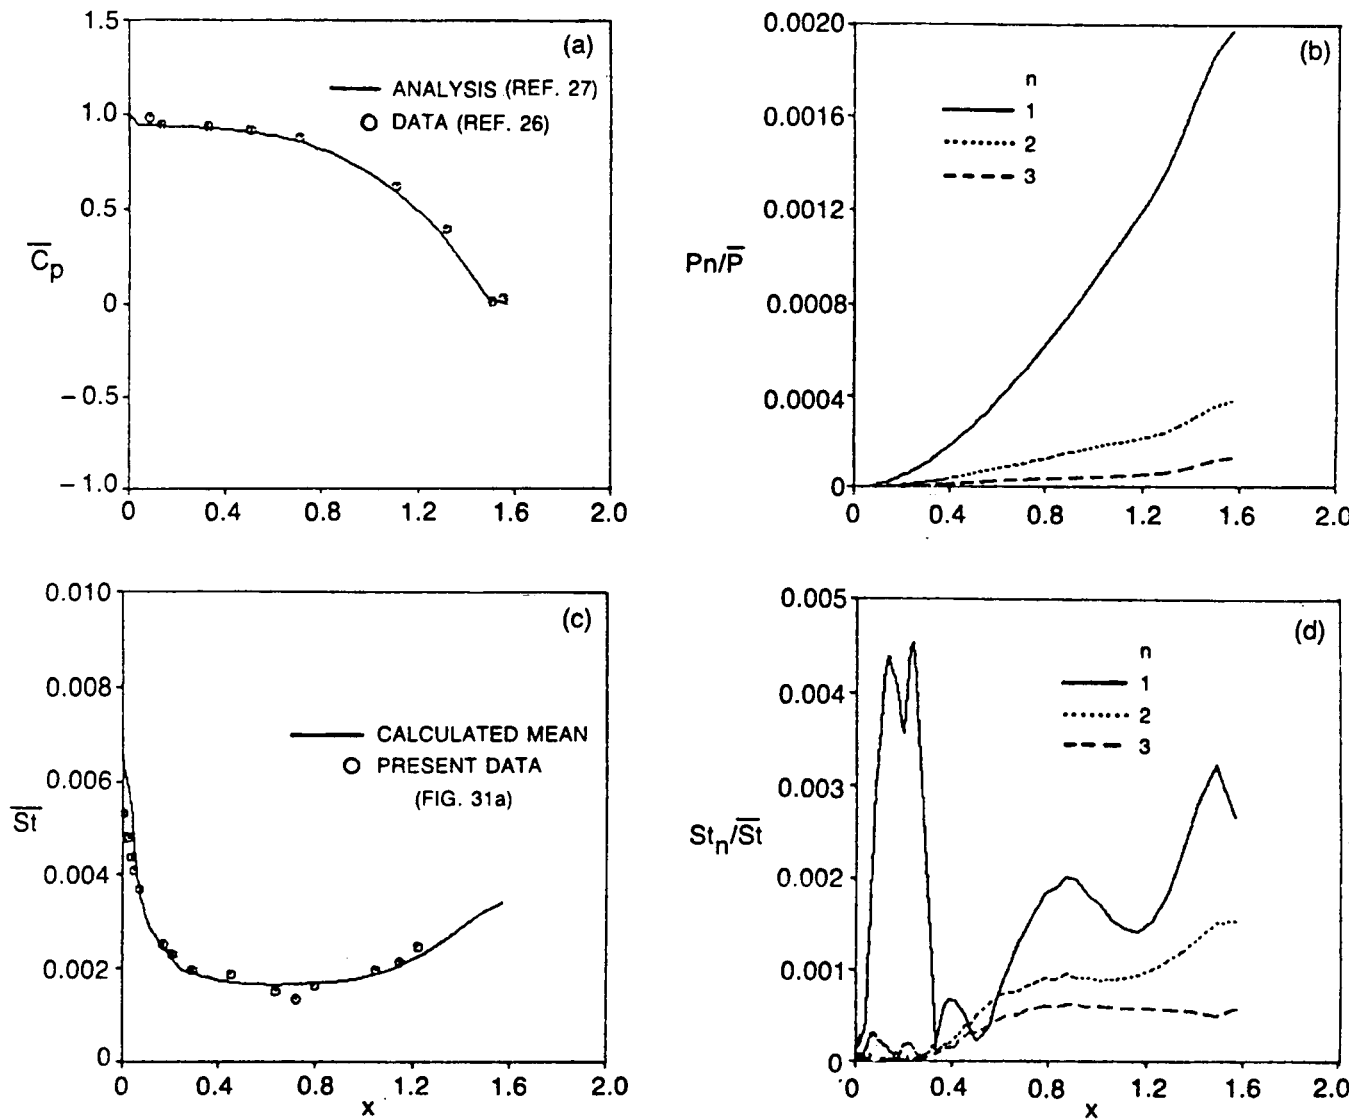 1.5
(a)
ANALYSIS (REF. 27)
1.0
DATA (REF. 26)
0.5
C̅p
0
−0.5
−1.0
0 0.4 0.8 1.2 1.6 2.0
0.0020
(b)
n
0.0016
1
2
3
0.0012
Pn/P̅
0.0008
0.0004
0
0 0.4 0.8 1.2 1.6 2.0
0.010
(c)
0.008
CALCULATED MEAN
PRESENT DATA
(FIG. 31a)
0.006
S̅t̅
0.004
0.002
0
0 0.4 0.8 1.2 1.6 2.0
x
0.005
(d)
n
1
0.004
2
3
0.003
Stn/S̅t̅
0.002
0.001
0
0 0.4 0.8 1.2 1.6 2.0
x